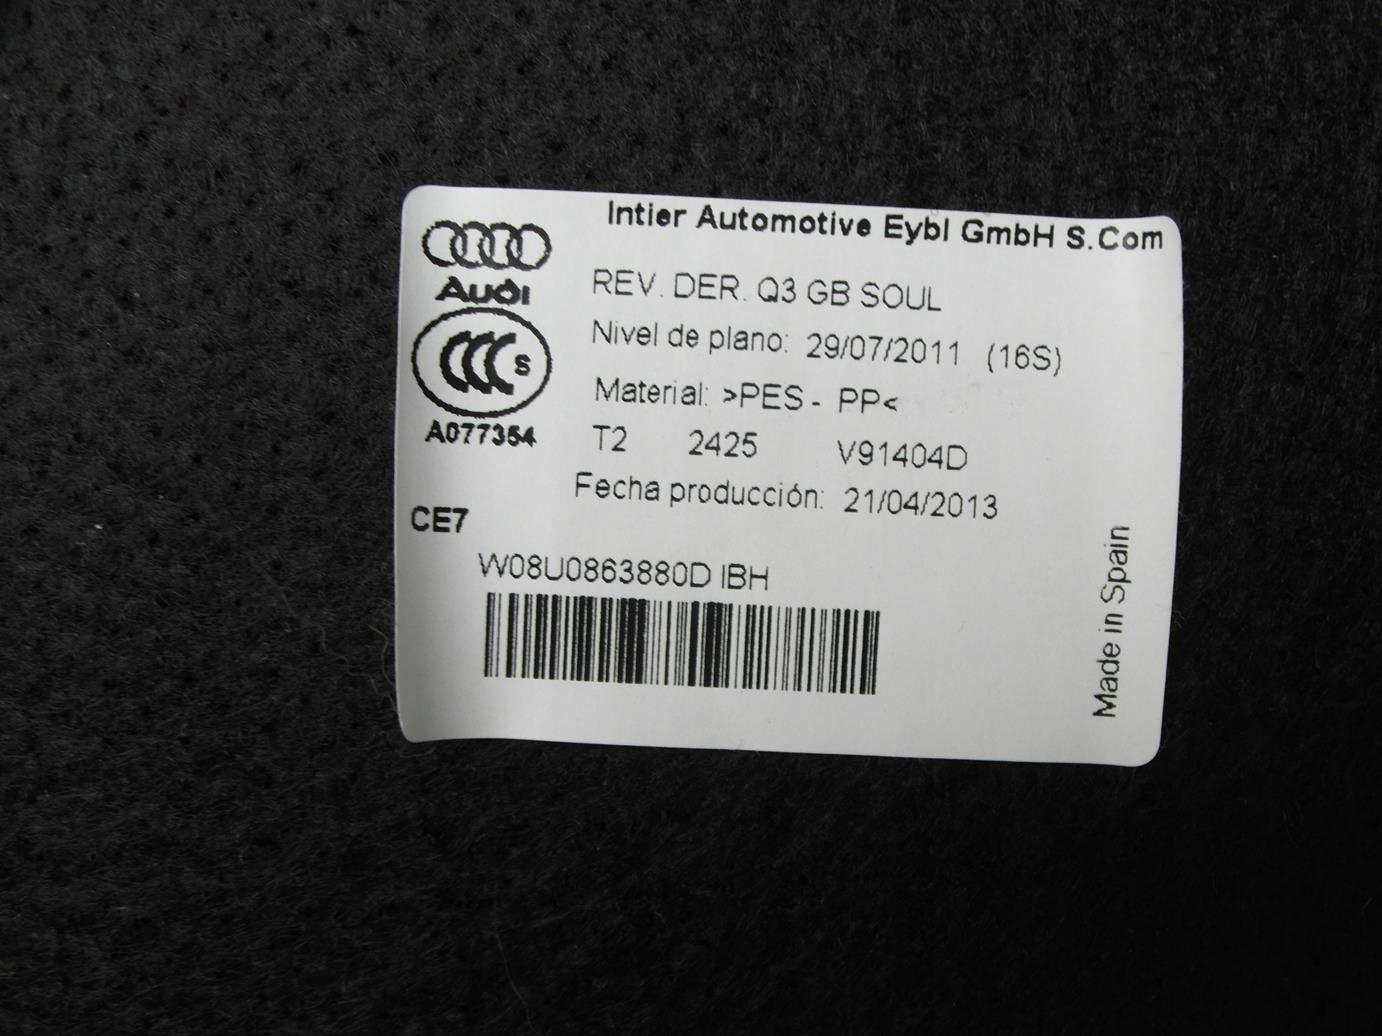 Intier Automotive Eybl GmbH S.Com
Audi
REV. DER. Q3 GB SOUL
Nivel de plano: 29/07/2011 (16S)
CCC S
Material: >PES - PP<
A077354
T2 2425 V91404D
Fecha producción: 21/04/2013
CE7
W08U0863880D IBH
Made in Spain